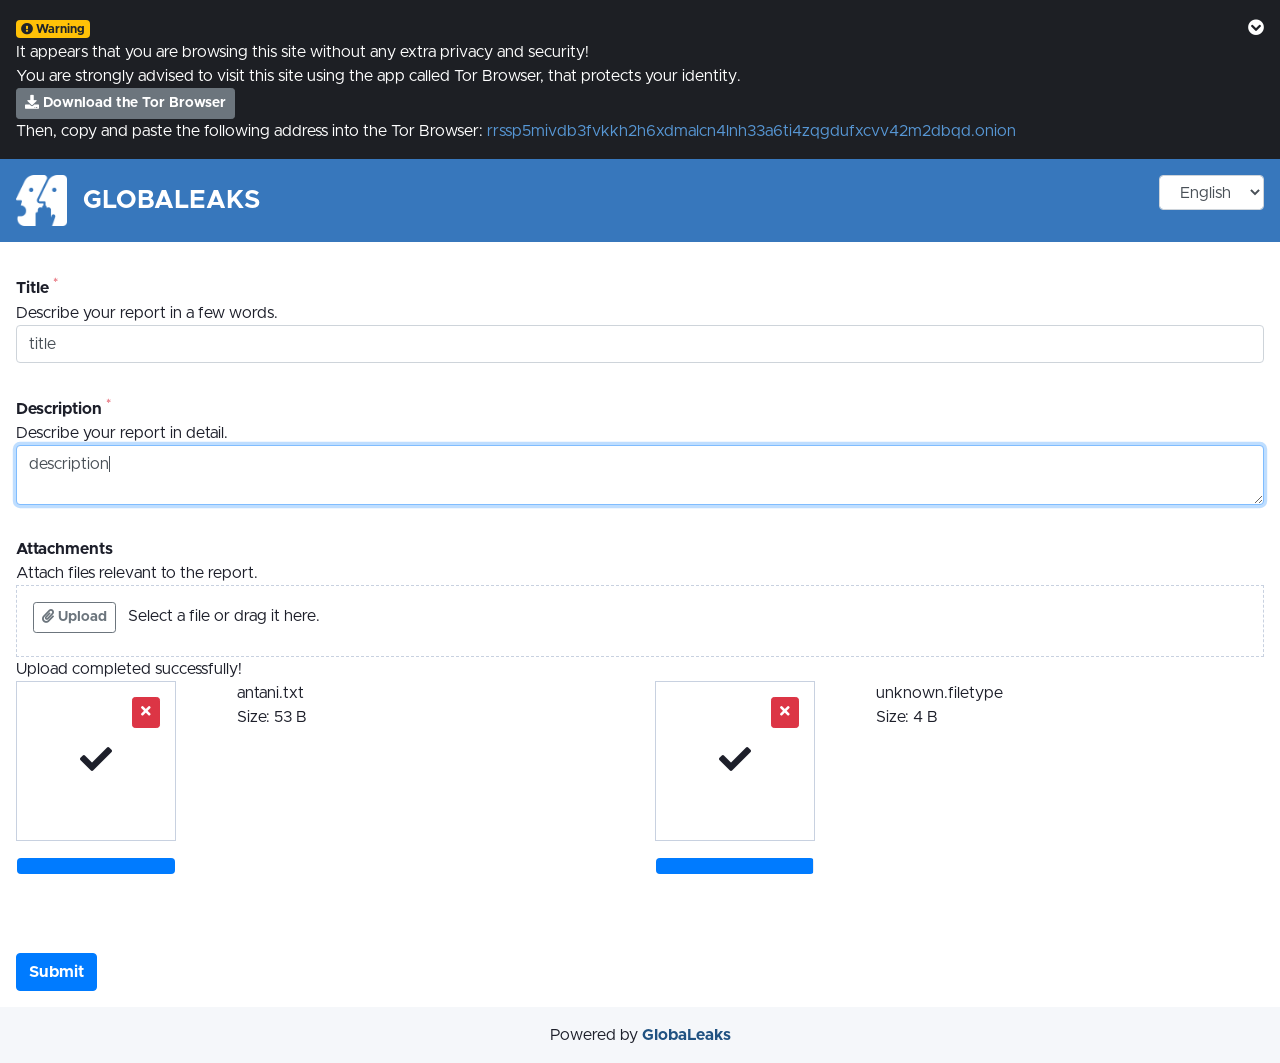 Warning
It appears that you are browsing this site without any extra privacy and security!
You are strongly advised to visit this site using the app called Tor Browser, that protects your identity.
Download the Tor Browser
Then, copy and paste the following address into the Tor Browser: rrssp5mivdb3fvkkh2h6xdmalcn4lnh33a6ti4zqgdufxcvv42m2dbqd.onion
GLOBALEAKS
English
Title *
Describe your report in a few words.
title
Description *
Describe your report in detail.
description
Attachments
Attach files relevant to the report.
Upload Select a file or drag it here.
Upload completed successfully!
antani.txt
Size: 53 B
unknown.filetype
Size: 4 B
Submit
Powered by GlobaLeaks